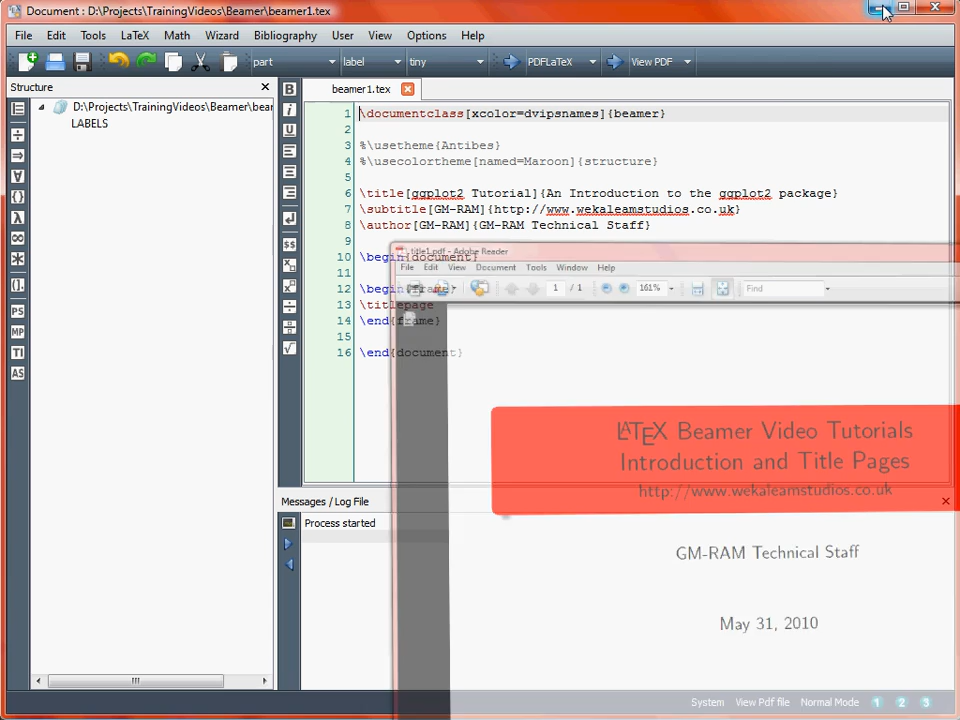 Document : D:\Projects\TrainingVideos\Beamer\beamer1.tex
File Edit Tools LaTeX Math Wizard Bibliography User View Options Help
part label tiny PDFLaTeX View PDF
Structure
D:\Projects\TrainingVideos\Beamer\bear
LABELS
beamer1.tex
1 \documentclass[xcolor=dvipsnames]{beamer}
2
3 %\usetheme{Antibes}
4 %\usecolortheme[named=Maroon]{structure}
5
6 \title[ggplot2 Tutorial]{An Introduction to the ggplot2 package}
7 \subtitle[GM-RAM]{http://www.wekaleamstudios.co.uk}
8 \author[GM-RAM]{GM-RAM Technical Staff}
9
10 \begin{document}
11
12 \begin{frame}
13 \titlepage
14 \end{frame}
15
16 \end{document}
title1.pdf - Adobe Reader
File Edit View Document Tools Window Help
1 / 1 161% Find
LATEX Beamer Video Tutorials
Introduction and Title Pages
http://www.wekaleamstudios.co.uk
GM-RAM Technical Staff
May 31, 2010
Messages / Log File
Process started
B
i
U
$$
PS
MP
TI
AS
System View Pdf file Normal Mode 1 2 3